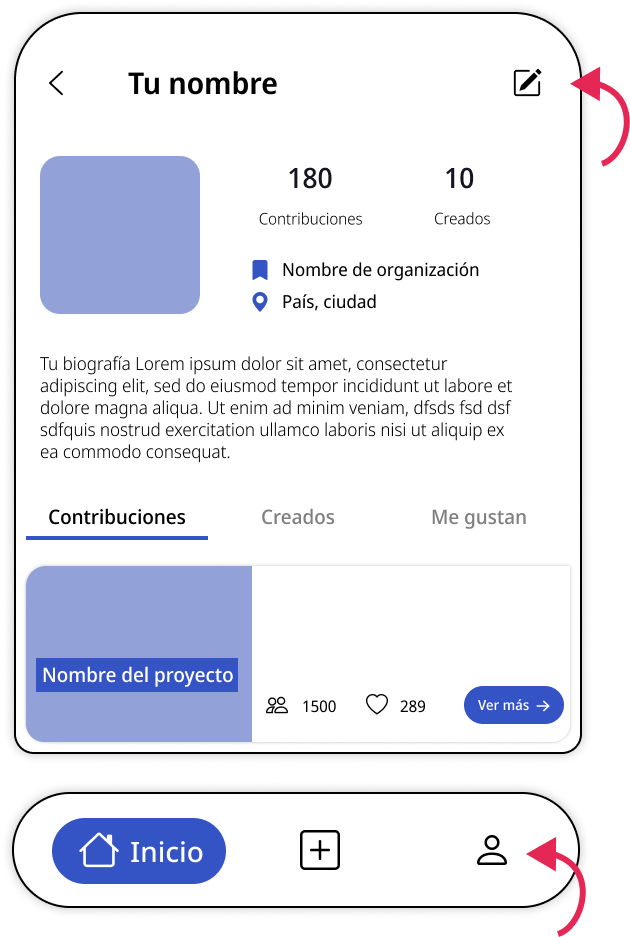 Tu nombre
180
10
Contribuciones
Creados
Nombre de organización
País, ciudad
Tu biografía Lorem ipsum dolor sit amet, consectetur
adipiscing elit, sed do eiusmod tempor incididunt ut labore et
dolore magna aliqua. Ut enim ad minim veniam, dfsds fsd dsf
sdfquis nostrud exercitation ullamco laboris nisi ut aliquip ex
ea commodo consequat.
Contribuciones Creados Me gustan
Nombre del proyecto
1500 289 Ver más
Inicio